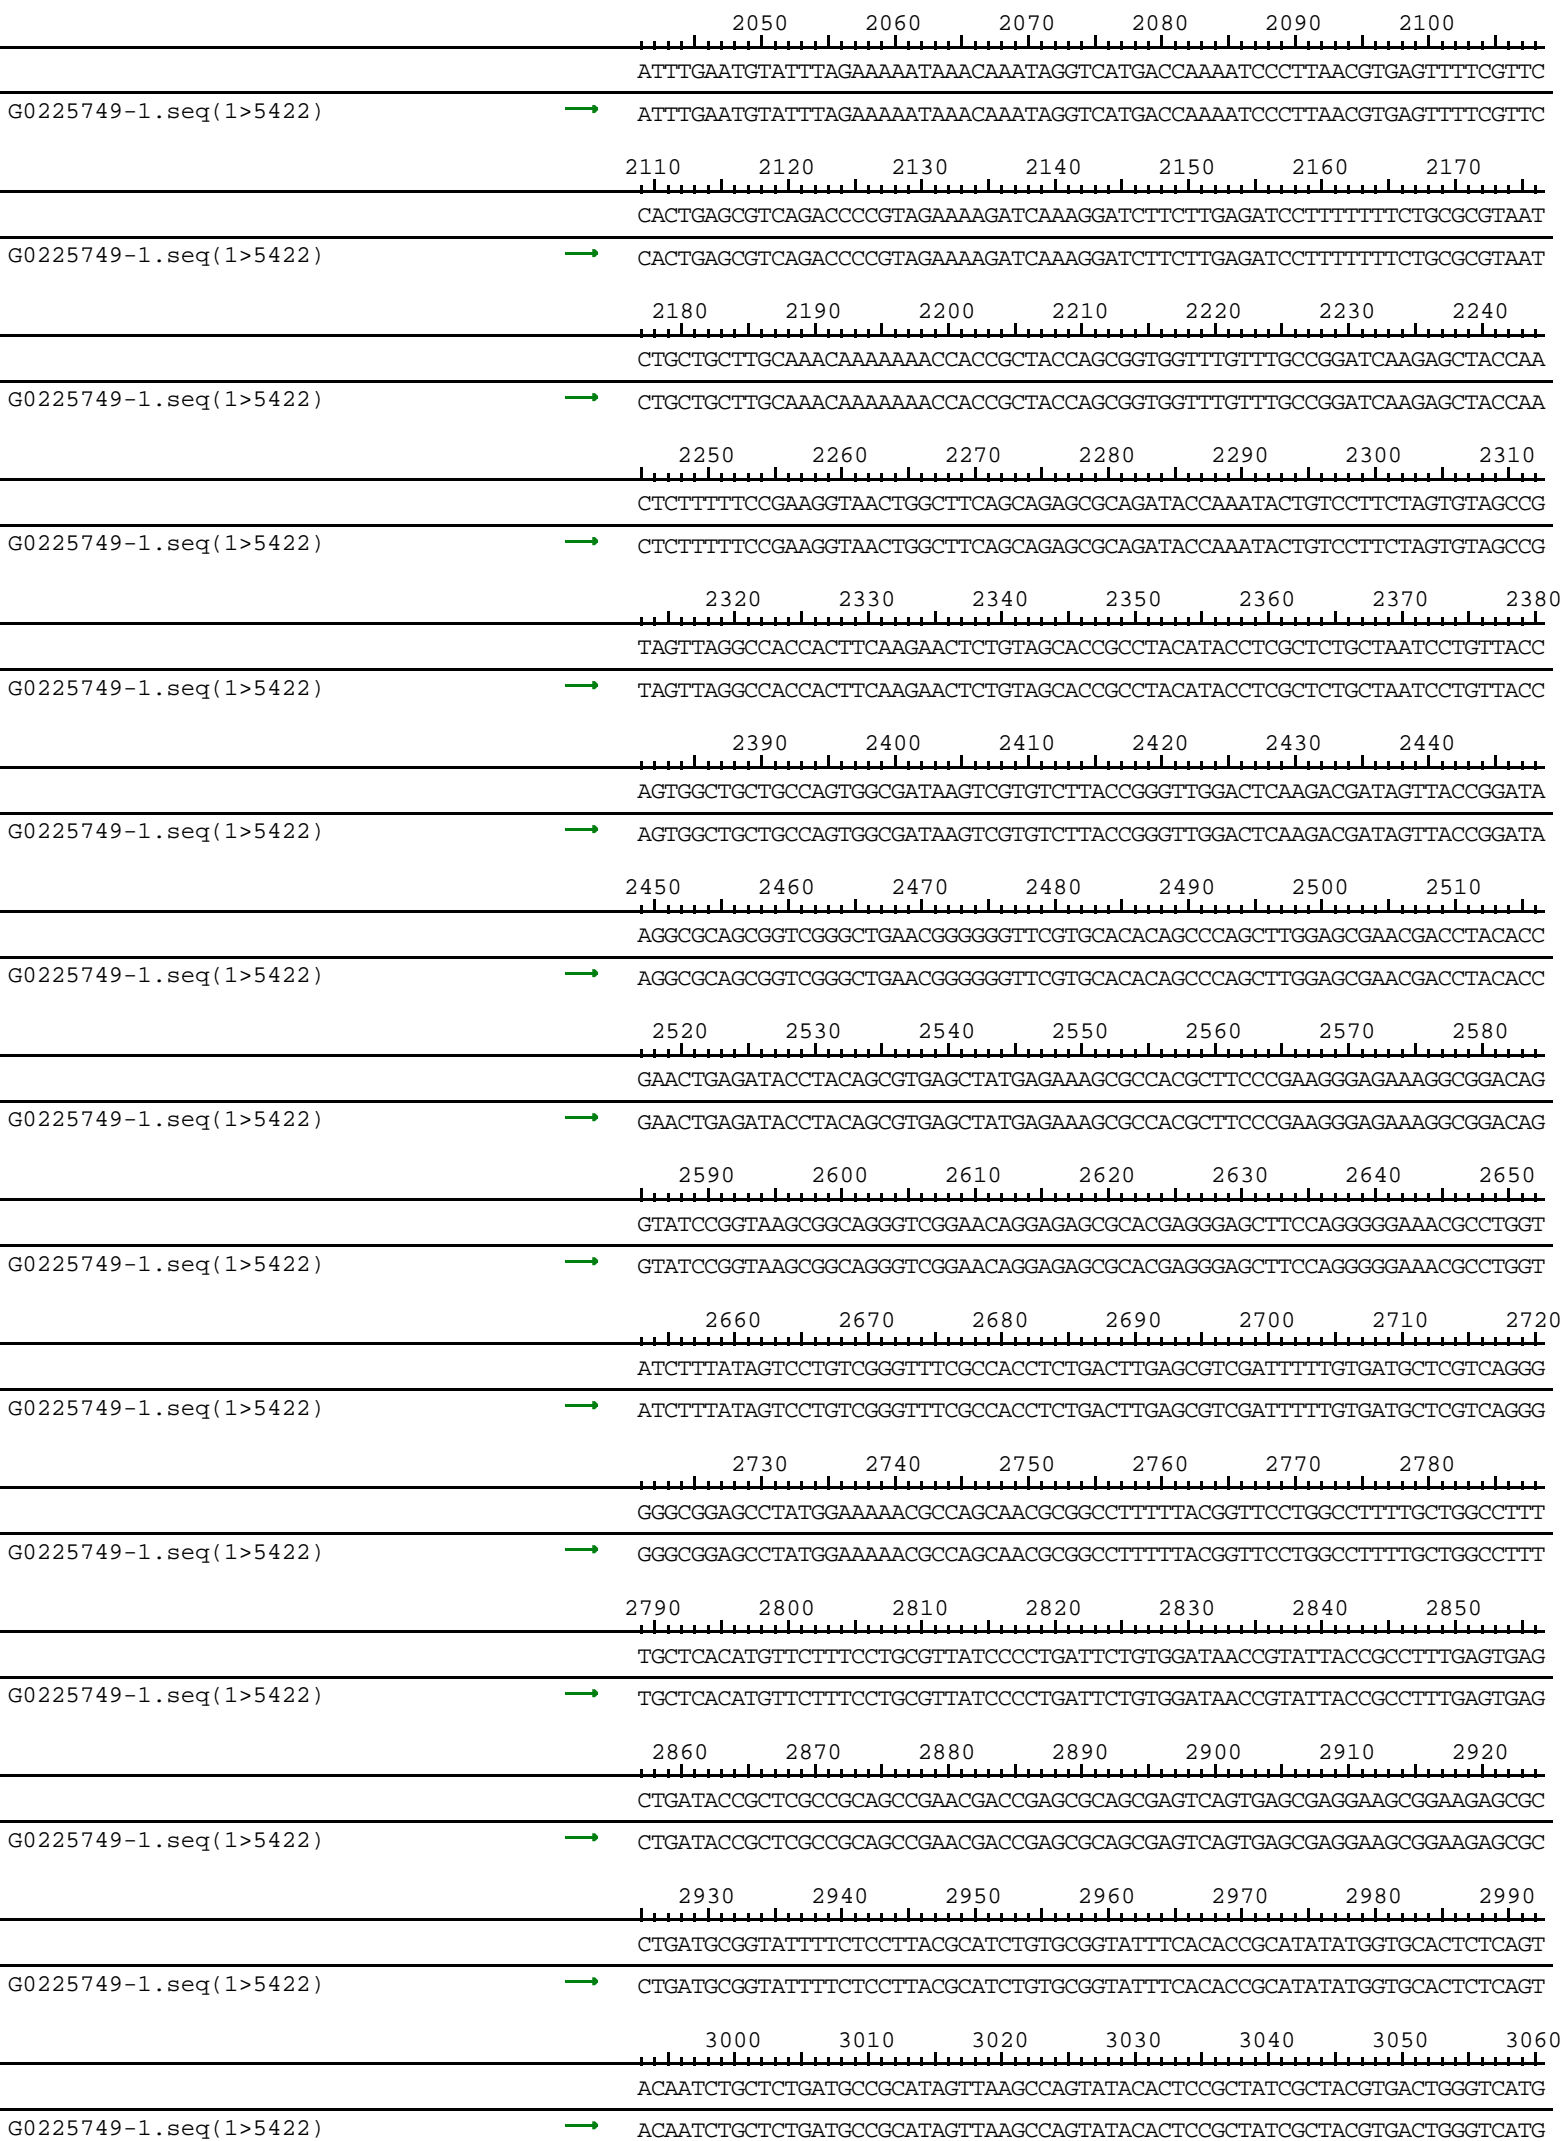 2050 2060 2070 2080 2090 2100
ATTTGAATGTATTTAGAAAAATAAACAAATAGGTCATGACCAAAATCCCTTAACGTGAGTTTTCGTTC
G0225749-1.seq(1>5422) → ATTTGAATGTATTTAGAAAAATAAACAAATAGGTCATGACCAAAATCCCTTAACGTGAGTTTTCGTTC
2110 2120 2130 2140 2150 2160 2170
CACTGAGCGTCAGACCCCGTAGAAAAGATCAAAGGATCTTCTTGAGATCCTTTTTTTCTGCGCGTAAT
G0225749-1.seq(1>5422) → CACTGAGCGTCAGACCCCGTAGAAAAGATCAAAGGATCTTCTTGAGATCCTTTTTTTCTGCGCGTAAT
2180 2190 2200 2210 2220 2230 2240
CTGCTGCTTGCAAACAAAAAAACCACCGCTACCAGCGGTGGTTTGTTTGCCGGATCAAGAGCTACCAA
G0225749-1.seq(1>5422) → CTGCTGCTTGCAAACAAAAAAACCACCGCTACCAGCGGTGGTTTGTTTGCCGGATCAAGAGCTACCAA
2250 2260 2270 2280 2290 2300 2310
CTCTTTTTCCGAAGGTAACTGGCTTCAGCAGAGCGCAGATACCAAATACTGTCCTTCTAGTGTAGCCG
G0225749-1.seq(1>5422) → CTCTTTTTCCGAAGGTAACTGGCTTCAGCAGAGCGCAGATACCAAATACTGTCCTTCTAGTGTAGCCG
2320 2330 2340 2350 2360 2370 2380
TAGTTAGGCCACCACTTCAAGAACTCTGTAGCACCGCCTACATACCTCGCTCTGCTAATCCTGTTACC
G0225749-1.seq(1>5422) → TAGTTAGGCCACCACTTCAAGAACTCTGTAGCACCGCCTACATACCTCGCTCTGCTAATCCTGTTACC
2390 2400 2410 2420 2430 2440
AGTGGCTGCTGCCAGTGGCGATAAGTCGTGTCTTACCGGGTTGGACTCAAGACGATAGTTACCGGATA
G0225749-1.seq(1>5422) → AGTGGCTGCTGCCAGTGGCGATAAGTCGTGTCTTACCGGGTTGGACTCAAGACGATAGTTACCGGATA
2450 2460 2470 2480 2490 2500 2510
AGGCGCAGCGGTCGGGCTGAACGGGGGGTTCGTGCACACAGCCCAGCTTGGAGCGAACGACCTACACC
G0225749-1.seq(1>5422) → AGGCGCAGCGGTCGGGCTGAACGGGGGGTTCGTGCACACAGCCCAGCTTGGAGCGAACGACCTACACC
2520 2530 2540 2550 2560 2570 2580
GAACTGAGATACCTACAGCGTGAGCTATGAGAAAGCGCCACGCTTCCCGAAGGGAGAAAGGCGGACAG
G0225749-1.seq(1>5422) → GAACTGAGATACCTACAGCGTGAGCTATGAGAAAGCGCCACGCTTCCCGAAGGGAGAAAGGCGGACAG
2590 2600 2610 2620 2630 2640 2650
GTATCCGGTAAGCGGCAGGGTCGGAACAGGAGAGCGCACGAGGGAGCTTCCAGGGGGAAACGCCTGGT
G0225749-1.seq(1>5422) → GTATCCGGTAAGCGGCAGGGTCGGAACAGGAGAGCGCACGAGGGAGCTTCCAGGGGGAAACGCCTGGT
2660 2670 2680 2690 2700 2710 2720
ATCTTTATAGTCCTGTCGGGTTTCGCCACCTCTGACTTGAGCGTCGATTTTTGTGATGCTCGTCAGGG
G0225749-1.seq(1>5422) → ATCTTTATAGTCCTGTCGGGTTTCGCCACCTCTGACTTGAGCGTCGATTTTTGTGATGCTCGTCAGGG
2730 2740 2750 2760 2770 2780
GGGCGGAGCCTATGGAAAAACGCCAGCAACGCGGCCTTTTTACGGTTCCTGGCCTTTTGCTGGCCTTT
G0225749-1.seq(1>5422) → GGGCGGAGCCTATGGAAAAACGCCAGCAACGCGGCCTTTTTACGGTTCCTGGCCTTTTGCTGGCCTTT
2790 2800 2810 2820 2830 2840 2850
TGCTCACATGTTCTTTCCTGCGTTATCCCCTGATTCTGTGGATAACCGTATTACCGCCTTTGAGTGAG
G0225749-1.seq(1>5422) → TGCTCACATGTTCTTTCCTGCGTTATCCCCTGATTCTGTGGATAACCGTATTACCGCCTTTGAGTGAG
2860 2870 2880 2890 2900 2910 2920
CTGATACCGCTCGCCGCAGCCGAACGACCGAGCGCAGCGAGTCAGTGAGCGAGGAAGCGGAAGAGCGC
G0225749-1.seq(1>5422) → CTGATACCGCTCGCCGCAGCCGAACGACCGAGCGCAGCGAGTCAGTGAGCGAGGAAGCGGAAGAGCGC
2930 2940 2950 2960 2970 2980 2990
CTGATGCGGTATTTTCTCCTTACGCATCTGTGCGGTATTTCACACCGCATATATGGTGCACTCTCAGT
G0225749-1.seq(1>5422) → CTGATGCGGTATTTTCTCCTTACGCATCTGTGCGGTATTTCACACCGCATATATGGTGCACTCTCAGT
3000 3010 3020 3030 3040 3050 3060
ACAATCTGCTCTGATGCCGCATAGTTAAGCCAGTATACACTCCGCTATCGCTACGTGACTGGGTCATG
G0225749-1.seq(1>5422) → ACAATCTGCTCTGATGCCGCATAGTTAAGCCAGTATACACTCCGCTATCGCTACGTGACTGGGTCATG